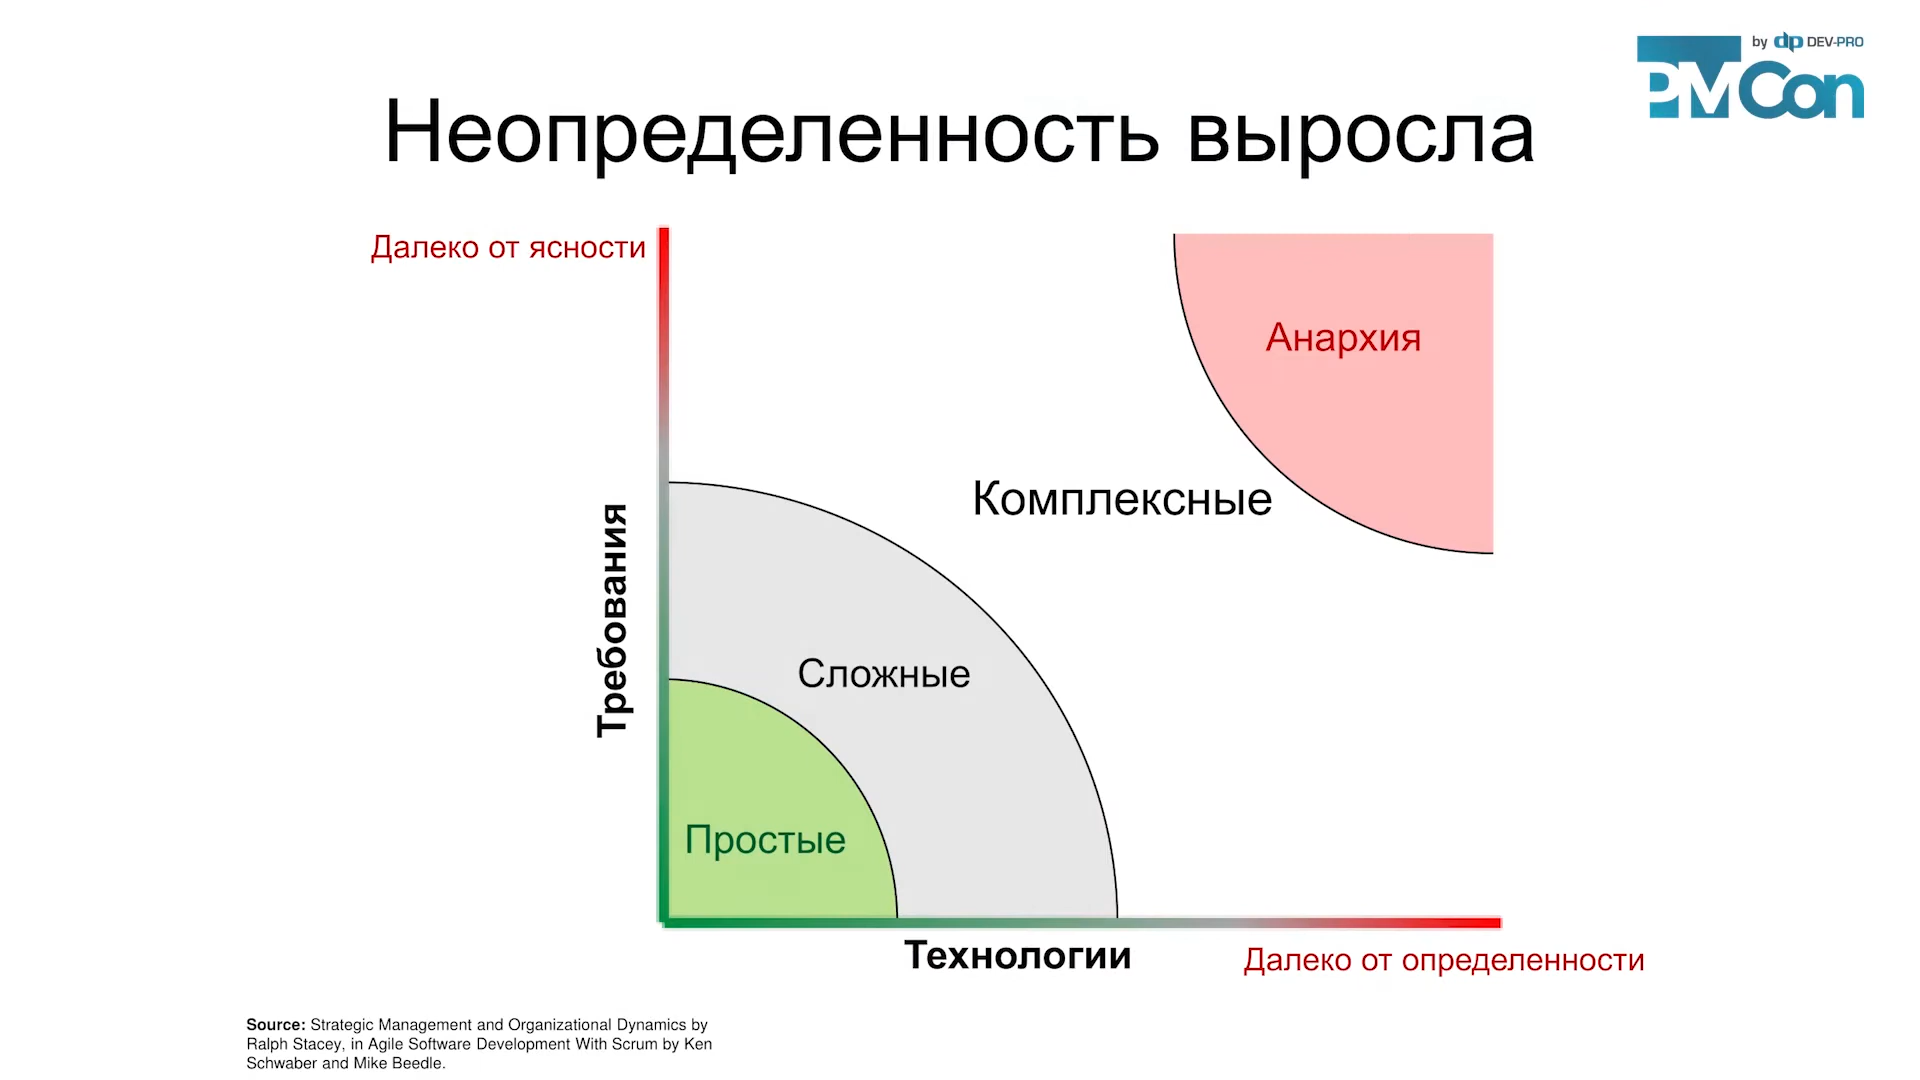 by dp DEV-PRO
PMCon
Неопределенность выросла
Далеко от ясности
Анархия
Комплексные
Требования
Сложные
Простые
Технологии
Далеко от определенности
Source: Strategic Management and Organizational Dynamics by
Ralph Stacey, in Agile Software Development With Scrum by Ken
Schwaber and Mike Beedle.